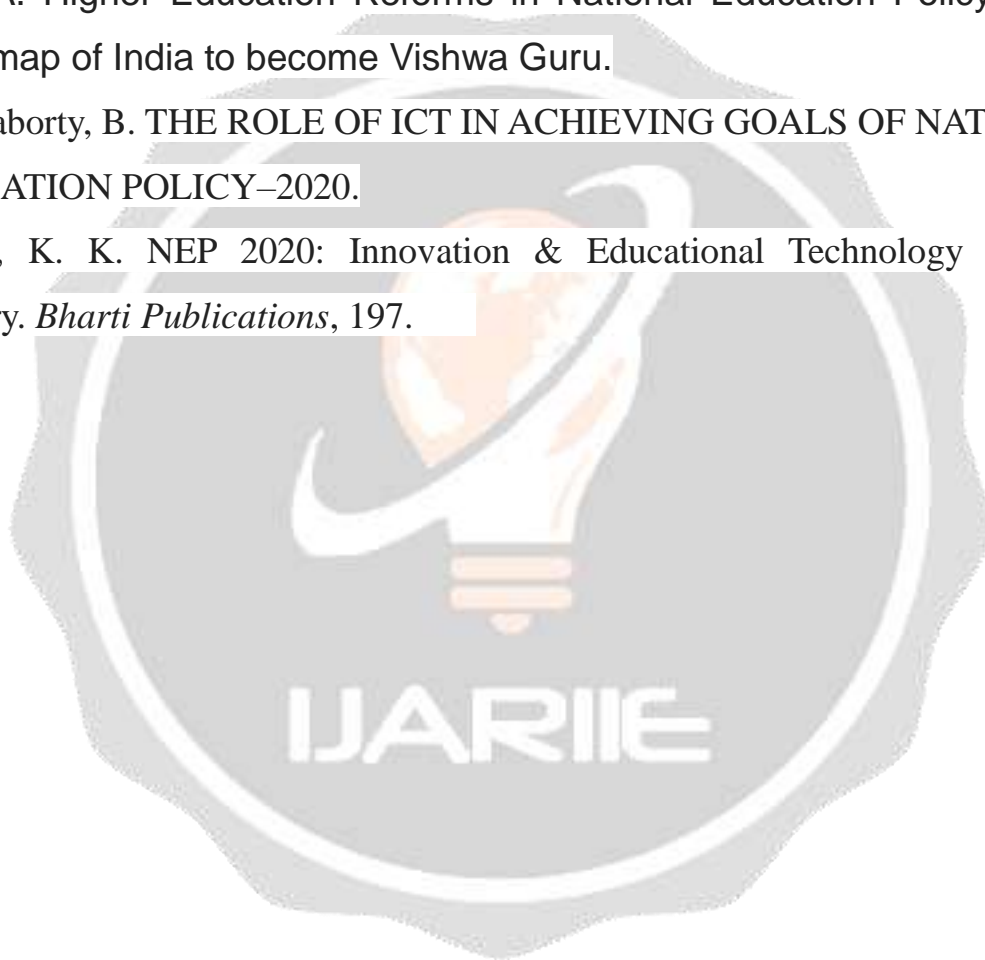 A. Higher Education Reforms in National Education Policy
map of India to become Vishwa Guru.
aborty, B. THE ROLE OF ICT IN ACHIEVING GOALS OF NAT
ATION POLICY–2020.
, K. K. NEP 2020: Innovation & Educational Technology
y. Bharti Publications, 197.
IJARIIE